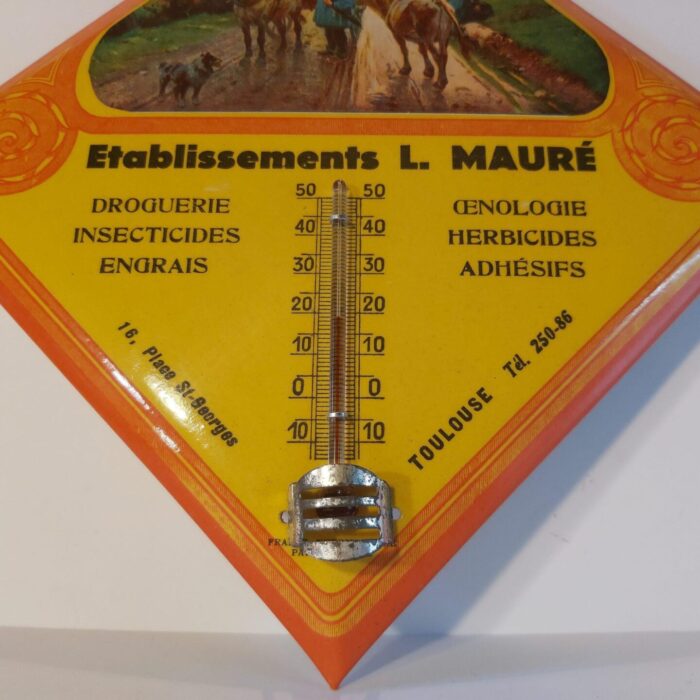 Etablissements L. MAURÉ
DROGUERIE
INSECTICIDES
ENGRAIS
ŒNOLOGIE
HERBICIDES
ADHÉSIFS
50 50
40 40
30 30
20 20
10 10
0 0
10 10
16, Place St-Georges
TOULOUSE Tél. 250-86